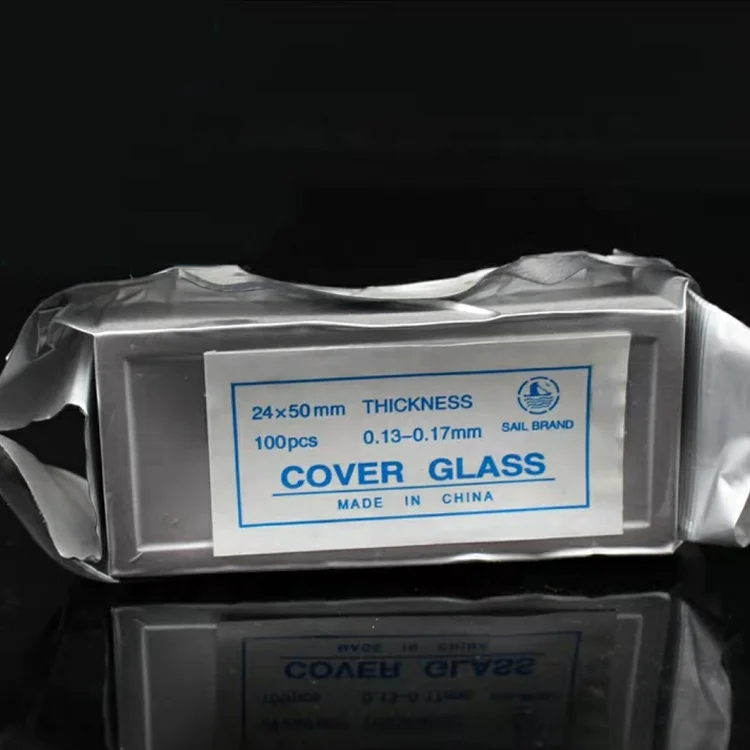 24×50mm THICKNESS
100pcs 0.13-0.17mm
SAIL BRAND
COVER GLASS
MADE IN CHINA